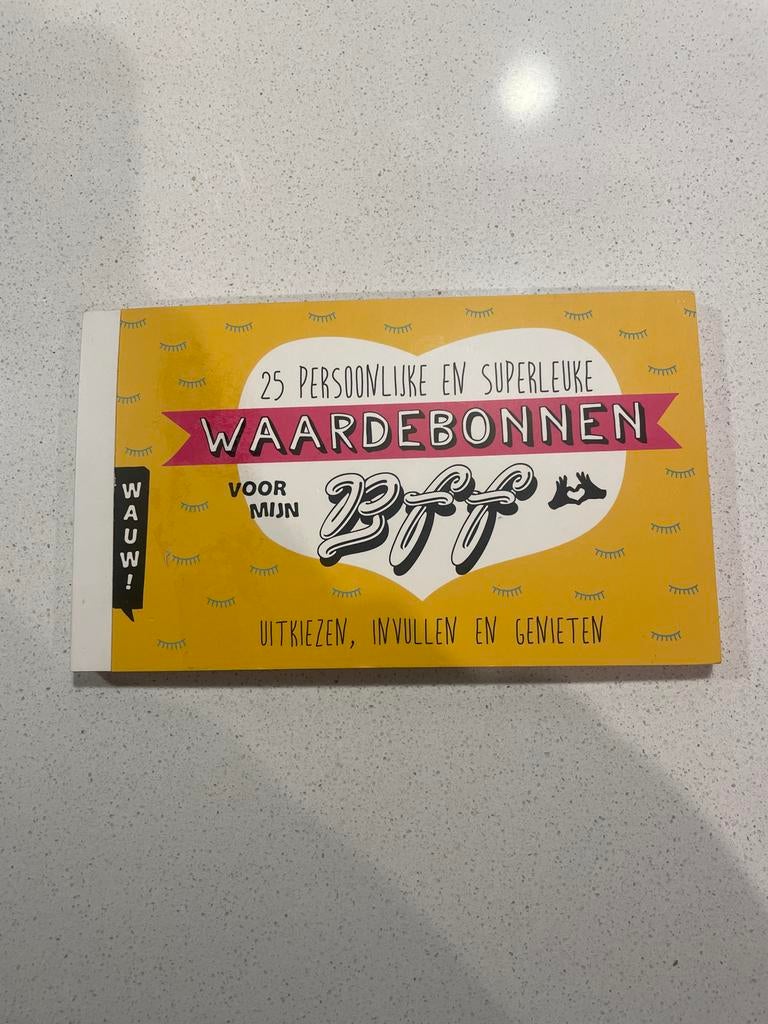 25 PERSOONLIJKE EN SUPERLEUKE
WAARDEBONNEN
VOOR
MIJN
Bff
UITKIEZEN, INVULLEN EN GENIETEN
WAUW!